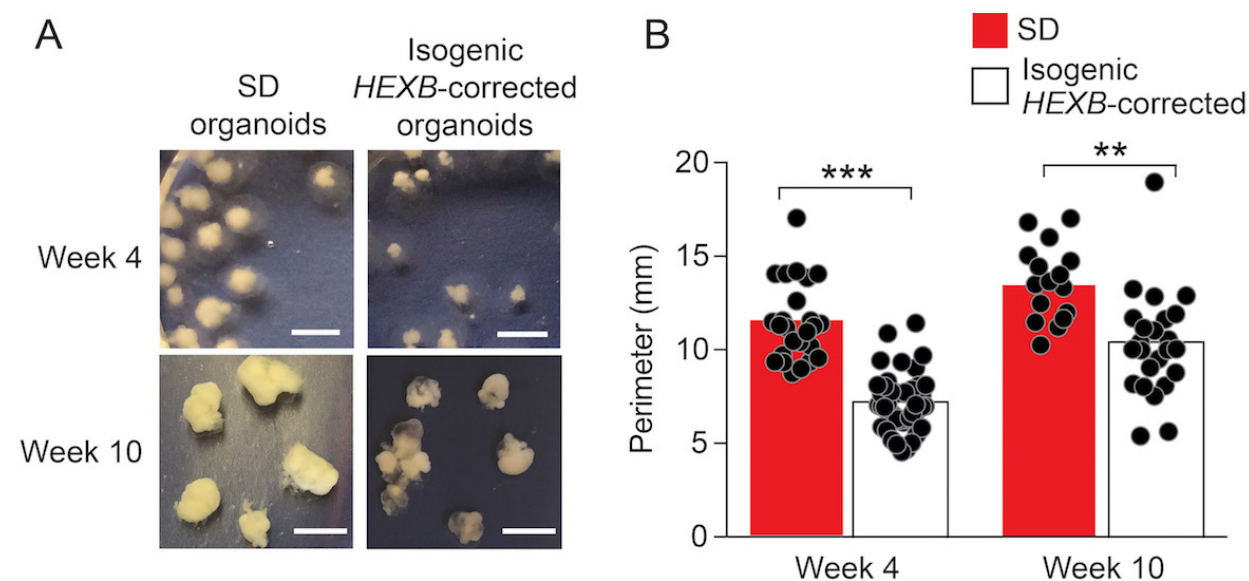 A
SD
organoids
Isogenic
HEXB-corrected
organoids
Week 4
Week 10
B
SD
Isogenic
HEXB-corrected
Perimeter (mm)
20
15
10
5
0
***
**
Week 4
Week 10